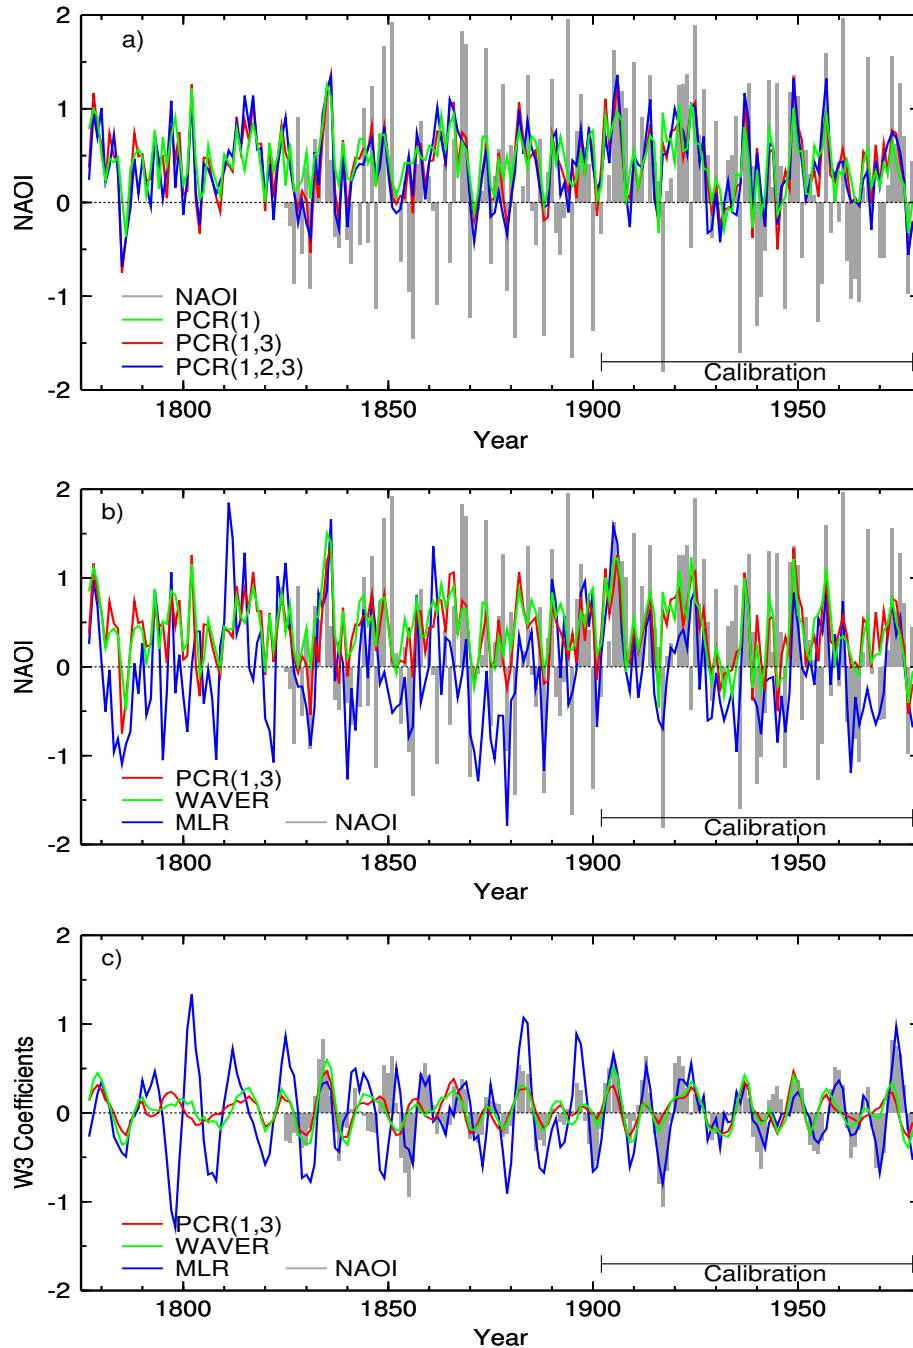 2
a)
1
NAOI
0
-1
NAOI
PCR(1)
PCR(1,3)
PCR(1,2,3)
Calibration
-2
1800 1850 1900 1950
Year
2
b)
1
NAOI
0
-1
PCR(1,3)
WAVER
MLR NAOI
Calibration
-2
1800 1850 1900 1950
Year
2
c)
1
W3 Coefficients
0
-1
PCR(1,3)
WAVER
MLR NAOI
Calibration
-2
1800 1850 1900 1950
Year